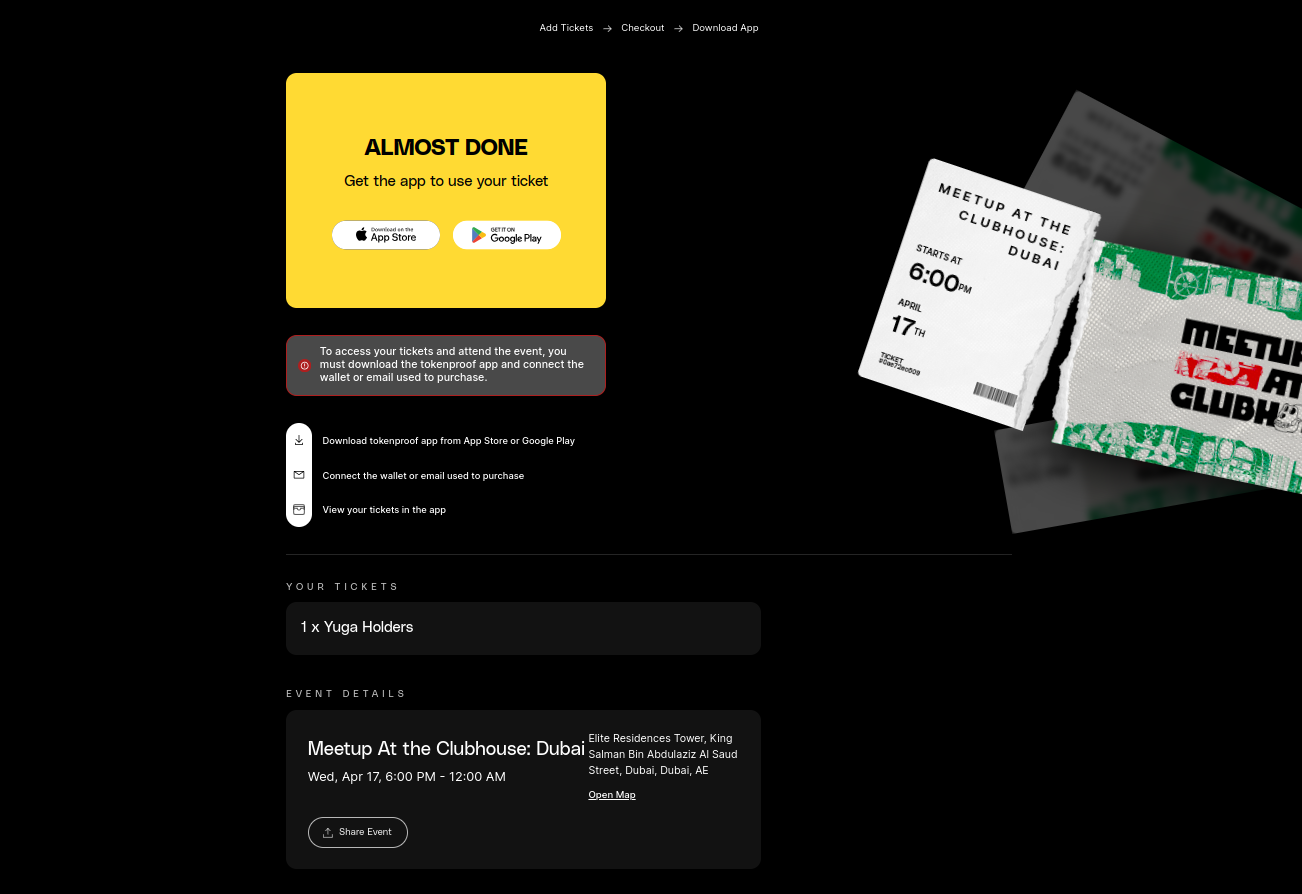 Add Tickets → Checkout → Download App
ALMOST DONE
Get the app to use your ticket
Download on the
App Store
GET IT ON
Google Play
To access your tickets and attend the event, you
must download the tokenproof app and connect the
wallet or email used to purchase.
Download tokenproof app from App Store or Google Play
Connect the wallet or email used to purchase
View your tickets in the app
MEETUP AT THE
CLUBHOUSE:
DUBAI
STARTS AT
6:00PM
APRIL
17TH
TICKET
MEETUP
AT
CLUBH
6:00 PM
YOUR TICKETS
1 x Yuga Holders
EVENT DETAILS
Meetup At the Clubhouse: Dubai
Wed, Apr 17, 6:00 PM - 12:00 AM
Elite Residences Tower, King
Salman Bin Abdulaziz Al Saud
Street, Dubai, Dubai, AE
Open Map
Share Event